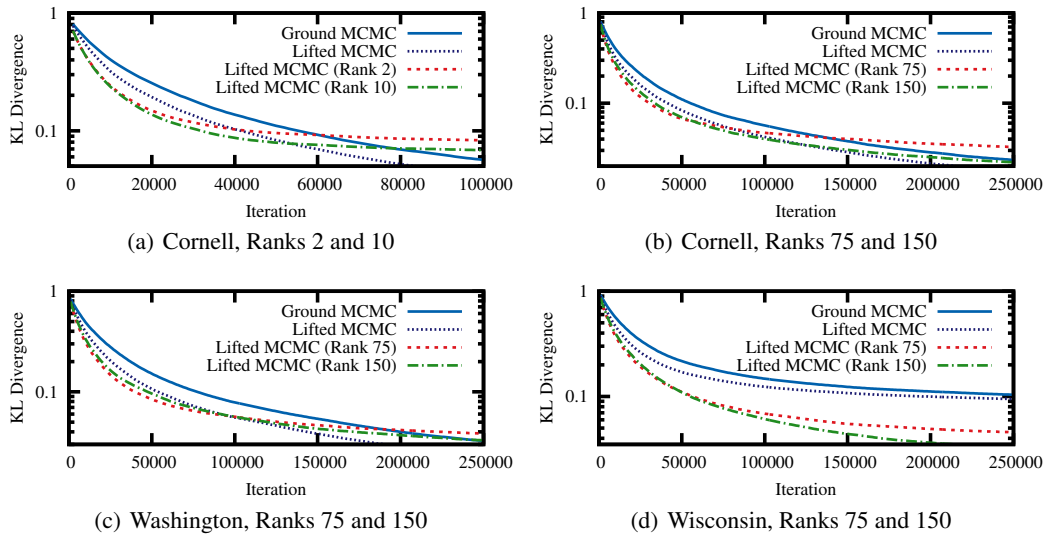 1
0.1
KL Divergence
Ground MCMC
Lifted MCMC
Lifted MCMC (Rank 2)
Lifted MCMC (Rank 10)
0 20000 40000 60000 80000 100000
Iteration
(a) Cornell, Ranks 2 and 10
1
0.1
KL Divergence
Ground MCMC
Lifted MCMC
Lifted MCMC (Rank 75)
Lifted MCMC (Rank 150)
0 50000 100000 150000 200000 250000
Iteration
(b) Cornell, Ranks 75 and 150
1
0.1
KL Divergence
Ground MCMC
Lifted MCMC
Lifted MCMC (Rank 75)
Lifted MCMC (Rank 150)
0 50000 100000 150000 200000 250000
Iteration
(c) Washington, Ranks 75 and 150
1
0.1
KL Divergence
Ground MCMC
Lifted MCMC
Lifted MCMC (Rank 75)
Lifted MCMC (Rank 150)
0 50000 100000 150000 200000 250000
Iteration
(d) Wisconsin, Ranks 75 and 150